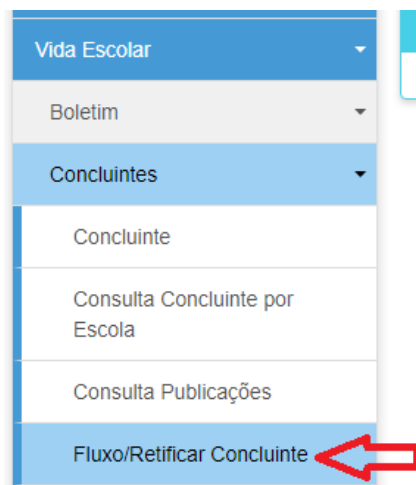 Vida Escolar
Boletim
Concluintes
Concluinte
Consulta Concluinte por
Escola
Consulta Publicações
Fluxo/Retificar Concluinte